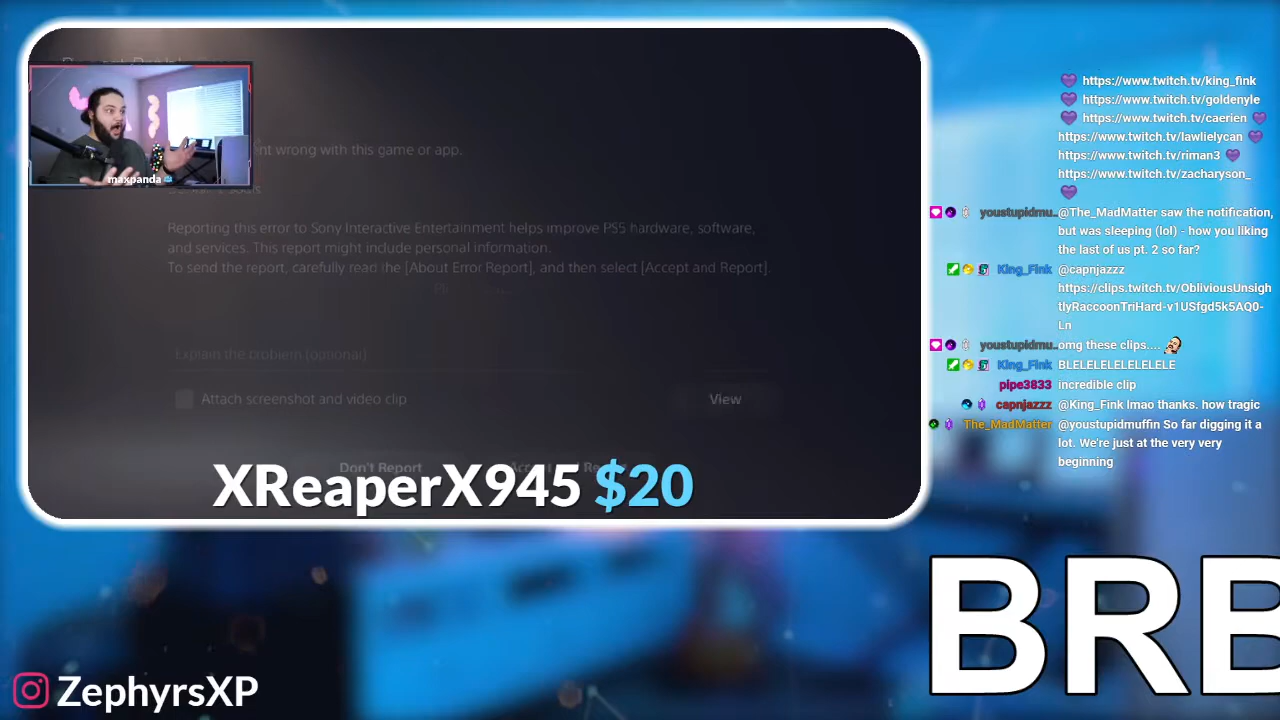 ent wrong with this game or app.
maxpanda
Reporting this error to Sony Interactive Entertainment helps improve PS5 hardware, software,
and services. This report might include personal information.
To send the report, carefully read the [About Error Report], and then select [Accept and Report].
Explain the problem (optional)
Attach screenshot and video clip
View
Don't Report
XReaperX945 $20
https://www.twitch.tv/king_fink
https://www.twitch.tv/goldenyle
https://www.twitch.tv/caerien
https://www.twitch.tv/lawlielycan
https://www.twitch.tv/riman3
https://www.twitch.tv/zacharyson_
youstupidmu.. @The_MadMatter saw the notification,
but was sleeping (lol) - how you liking
the last of us pt. 2 so far?
King_Fink @capnjazzz
https://clips.twitch.tv/ObliviousUnsigh
tlyRaccoonTriHard-v1USfgd5k5AQ0-
Ln
youstupidmu.. omg these clips....
King_Fink BLELELELELELELELE
pipe3833 incredible clip
capnjazzz @King_Fink lmao thanks. how tragic
The_MadMatter @youstupidmuffin So far digging it a
lot. We're just at the very very
beginning
BRB
ZephyrsXP